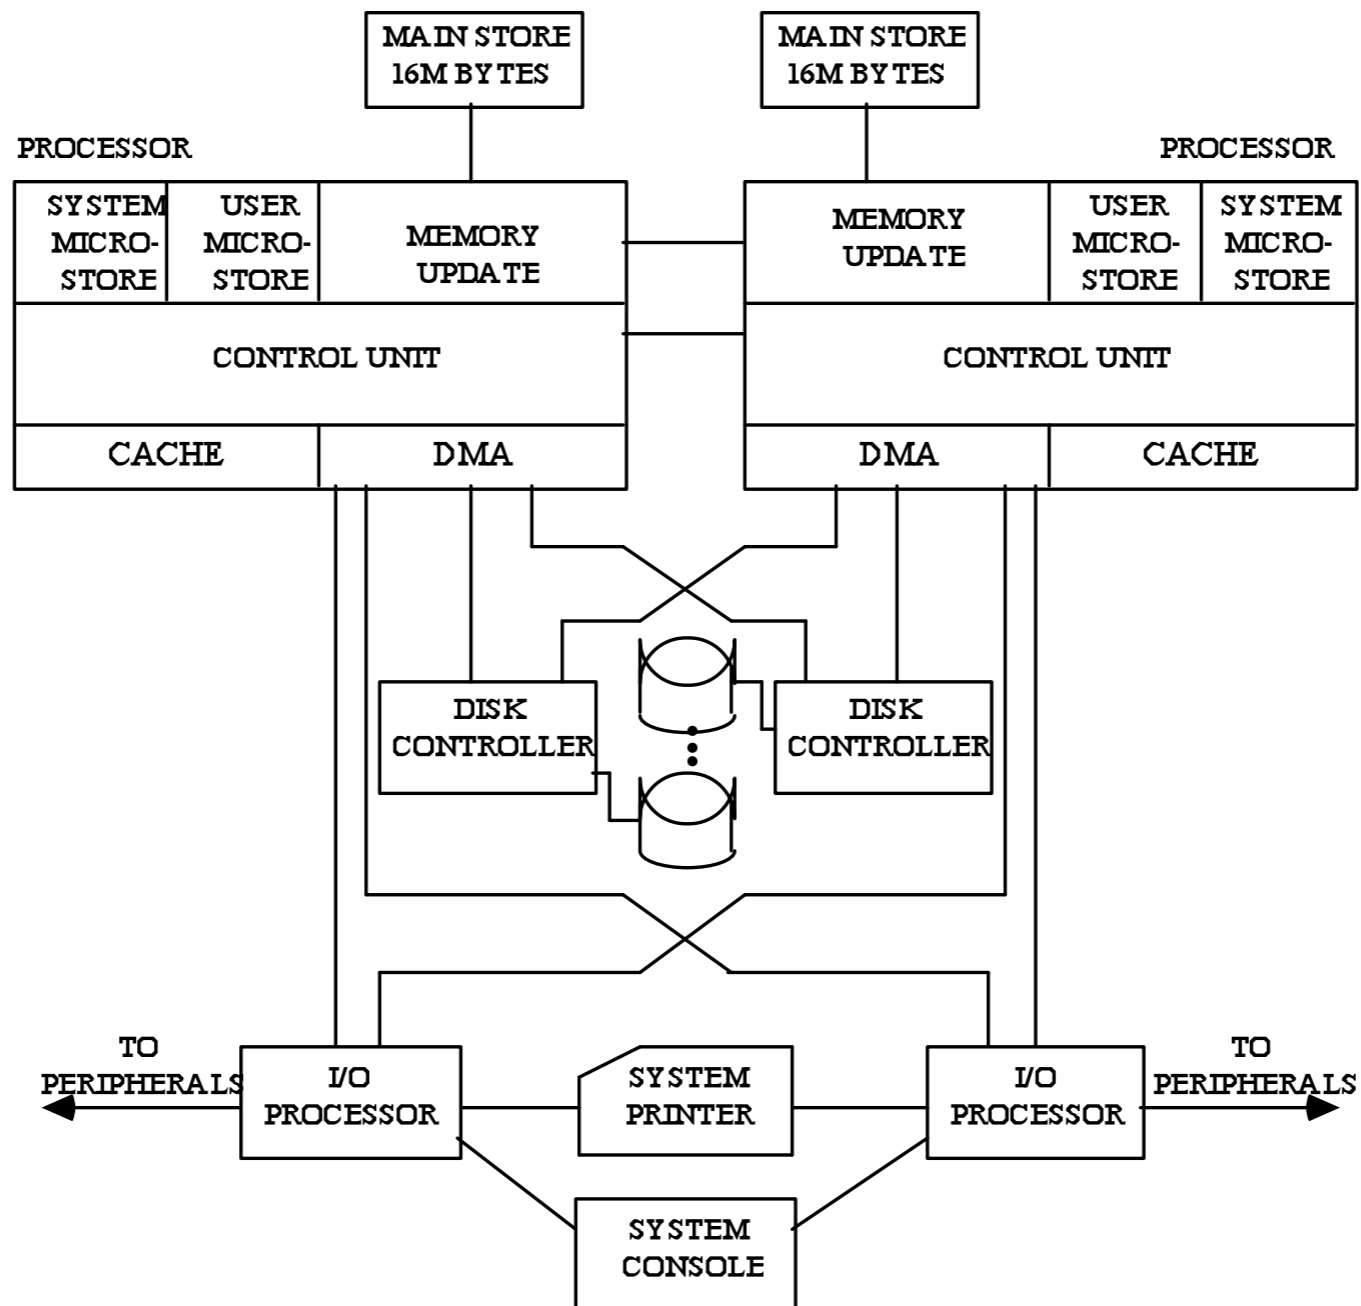 MAIN STORE
16M BYTES
MAIN STORE
16M BYTES
PROCESSOR
PROCESSOR
SYSTEM
MICRO-
STORE
USER
MICRO-
STORE
MEMORY
UPDATE
MEMORY
UPDATE
USER
MICRO-
STORE
SYSTEM
MICRO-
STORE
CONTROL UNIT
CONTROL UNIT
CACHE
DMA
DMA
CACHE
DISK
CONTROLLER
DISK
CONTROLLER
TO
PERIPHERALS
I/O
PROCESSOR
SYSTEM
PRINTER
I/O
PROCESSOR
TO
PERIPHERALS
SYSTEM
CONSOLE